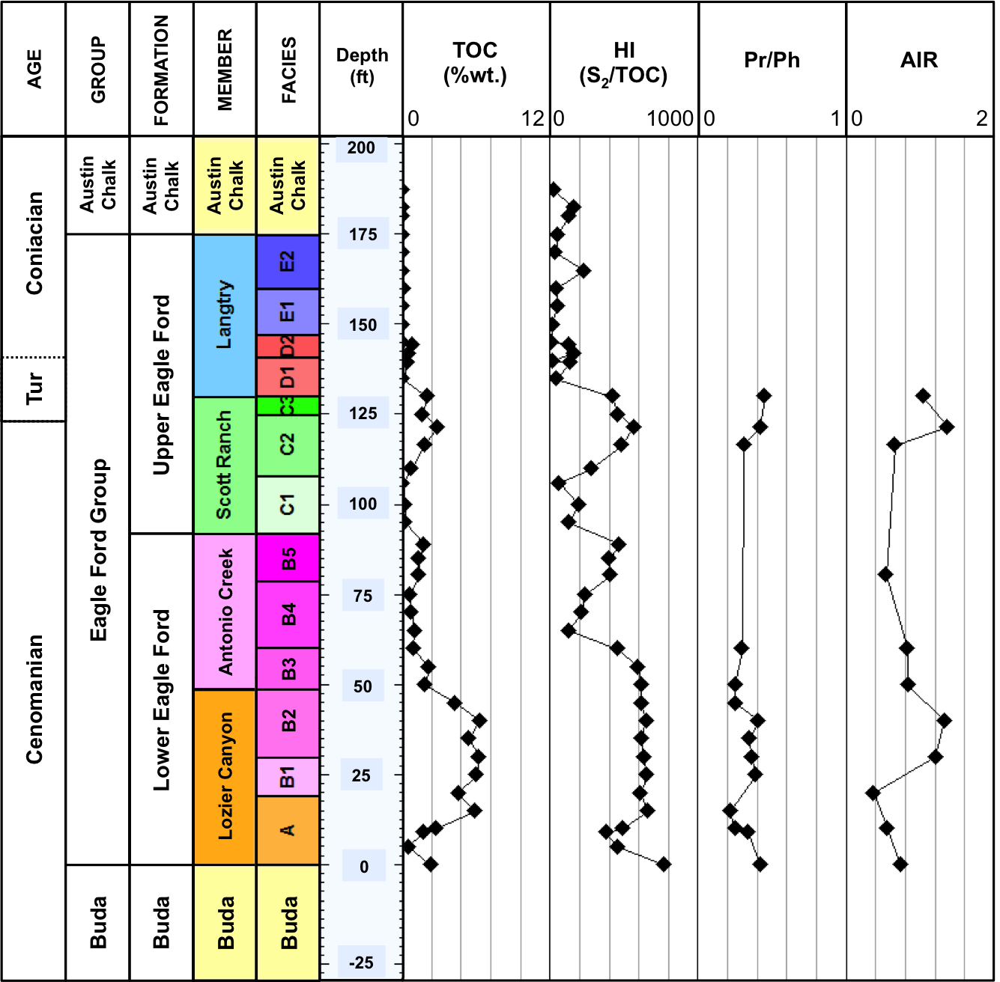 AGE
GROUP
FORMATION
MEMBER
FACIES
Depth
(ft)
TOC
(%wt.)
0 12
HI
(S2/TOC)
0 1000
Pr/Ph
0 1
AIR
0 2
Coniacian
Tur
Cenomanian
Austin
Chalk
Eagle Ford Group
Buda
Austin
Chalk
Upper Eagle Ford
Lower Eagle Ford
Buda
Austin
Chalk
Langtry
Scott Ranch
Antonio Creek
Lozier Canyon
Buda
Austin
Chalk
E2
E1
D2
D1
C3
C2
C1
B5
B4
B3
B2
B1
A
Buda
200
175
150
125
100
75
50
25
0
-25